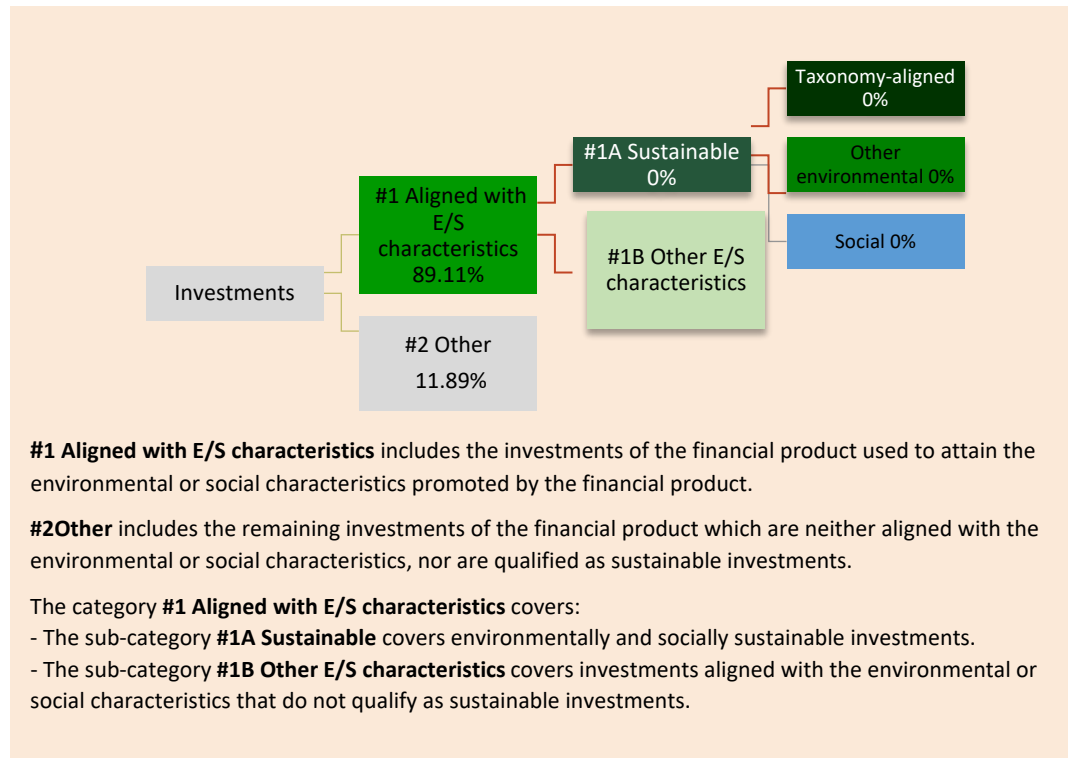 Taxonomy-aligned
0%
#1A Sustainable
0%
Other
environmental 0%
#1 Aligned with
E/S
characteristics
89.11%
#1B Other E/S
characteristics
Social 0%
Investments
#2 Other
11.89%
#1 Aligned with E/S characteristics includes the investments of the financial product used to attain the
environmental or social characteristics promoted by the financial product.
#2Other includes the remaining investments of the financial product which are neither aligned with the
environmental or social characteristics, nor are qualified as sustainable investments.
The category #1 Aligned with E/S characteristics covers:
- The sub-category #1A Sustainable covers environmentally and socially sustainable investments.
- The sub-category #1B Other E/S characteristics covers investments aligned with the environmental or
social characteristics that do not qualify as sustainable investments.